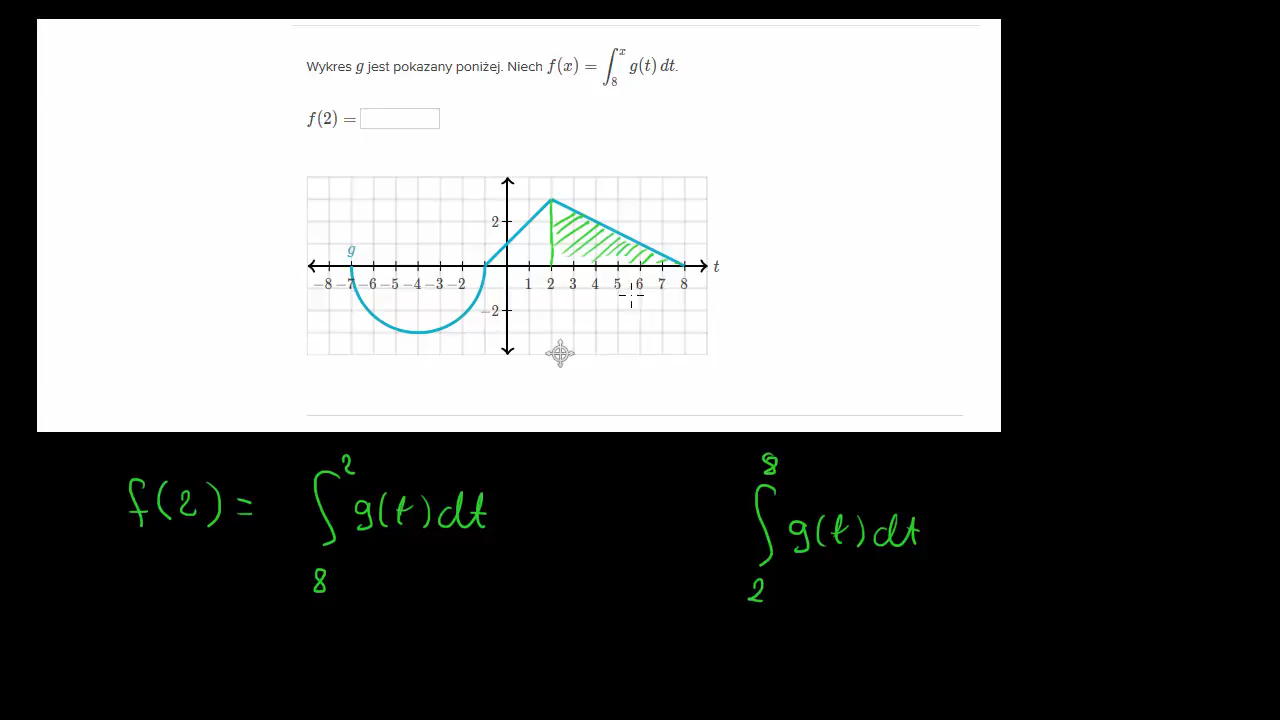 Wykres g jest pokazany poniżej. Niech f(x) = ∫₈ˣ g(t) dt.
f(2) =
g
2
-8 -7 -6 -5 -4 -3 -2 1 2 3 4 5 6 7 8 t
-2
f(2) = ∫₈² g(t)dt ∫₂⁸ g(t)dt